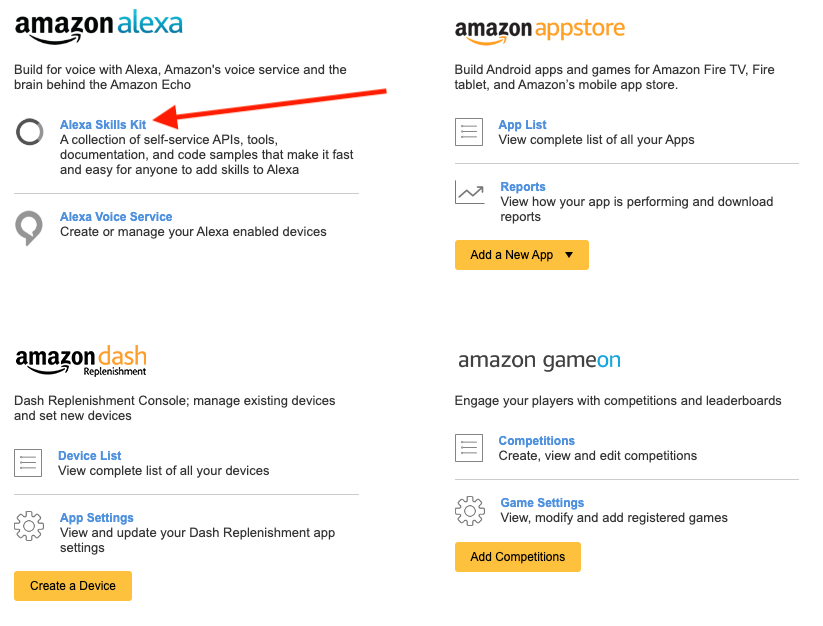 amazon alexa
Build for voice with Alexa, Amazon's voice service and the
brain behind the Amazon Echo
Alexa Skills Kit
A collection of self-service APIs, tools,
documentation, and code samples that make it fast
and easy for anyone to add skills to Alexa
Alexa Voice Service
Create or manage your Alexa enabled devices
amazon appstore
Build Android apps and games for Amazon Fire TV, Fire
tablet, and Amazon's mobile app store.
App List
View complete list of all your Apps
Reports
View how your app is performing and download
reports
Add a New App
amazon dash
Replenishment
Dash Replenishment Console; manage existing devices
and set new devices
Device List
View complete list of all your devices
App Settings
View and update your Dash Replenishment app
settings
Create a Device
amazon gameon
Engage your players with competitions and leaderboards
Competitions
Create, view and edit competitions
Game Settings
View, modify and add registered games
Add Competitions